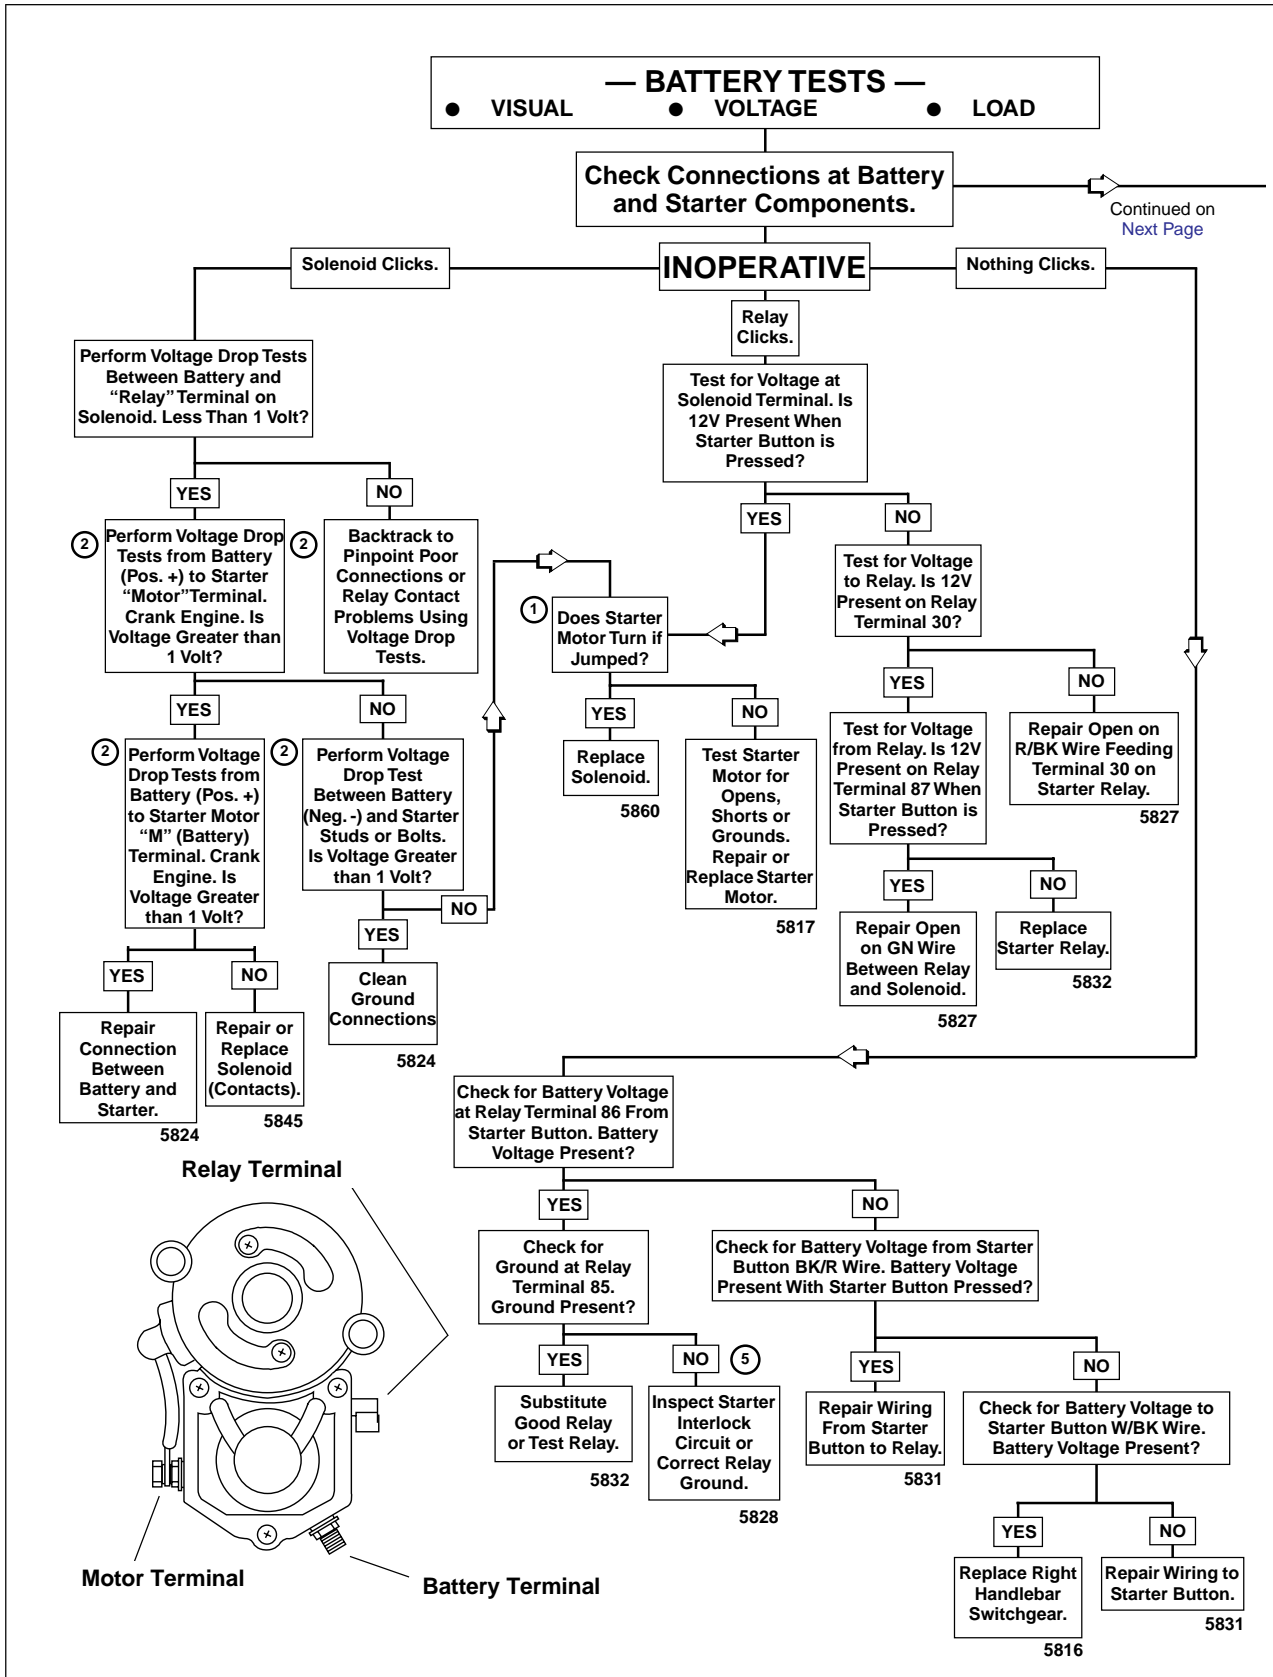 — BATTERY TESTS —
● VISUAL ● VOLTAGE ● LOAD
Check Connections at Battery
and Starter Components.
Continued on
Next Page
Solenoid Clicks.
INOPERATIVE
Nothing Clicks.
Relay
Clicks.
Perform Voltage Drop Tests
Between Battery and
“Relay” Terminal on
Solenoid. Less Than 1 Volt?
Test for Voltage at
Solenoid Terminal. Is
12V Present When
Starter Button is
Pressed?
YES
NO
YES
NO
2
Perform Voltage Drop
Tests from Battery
(Pos. +) to Starter
“Motor” Terminal.
Crank Engine. Is
Voltage Greater than
1 Volt?
2
Backtrack to
Pinpoint Poor
Connections or
Relay Contact
Problems Using
Voltage Drop
Tests.
1
Does Starter
Motor Turn if
Jumped?
Test for Voltage
to Relay. Is 12V
Present on Relay
Terminal 30?
YES
NO
YES
NO
YES
NO
2
Perform Voltage
Drop Tests from
Battery (Pos. +)
to Starter Motor
“M” (Battery)
Terminal. Crank
Engine. Is
Voltage Greater
than 1 Volt?
2
Perform Voltage
Drop Test
Between Battery
(Neg. -) and Starter
Studs or Bolts.
Is Voltage Greater
than 1 Volt?
Replace
Solenoid.
5860
Test Starter
Motor for
Opens,
Shorts or
Grounds.
Repair or
Replace Starter
Motor.
5817
Test for Voltage
from Relay. Is 12V
Present on Relay
Terminal 87 When
Starter Button is
Pressed?
Repair Open on
R/BK Wire Feeding
Terminal 30 on
Starter Relay.
5827
NO
YES
YES
NO
YES
NO
Repair
Connection
Between
Battery and
Starter.
5824
Repair or
Replace
Solenoid
(Contacts).
5845
Clean
Ground
Connections
5824
Repair Open
on GN Wire
Between Relay
and Solenoid.
5827
Replace
Starter Relay.
5832
Check for Battery Voltage
at Relay Terminal 86 From
Starter Button. Battery
Voltage Present?
YES
NO
Check for
Ground at Relay
Terminal 85.
Ground Present?
Check for Battery Voltage from Starter
Button BK/R Wire. Battery Voltage
Present With Starter Button Pressed?
YES
NO
5
YES
NO
Substitute
Good Relay
or Test Relay.
5832
Inspect Starter
Interlock
Circuit or
Correct Relay
Ground.
5828
Repair Wiring
From Starter
Button to Relay.
5831
Check for Battery Voltage to
Starter Button W/BK Wire.
Battery Voltage Present?
YES
NO
Replace Right
Handlebar
Switchgear.
5816
Repair Wiring to
Starter Button.
5831
Relay Terminal
Motor Terminal
Battery Terminal